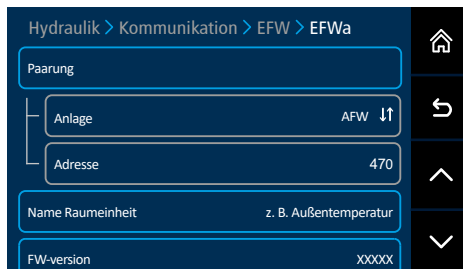 Hydraulik > Kommunikation > EFW > EFWa
Paarung
Anlage AFW
Adresse 470
Name Raumeinheit z. B. Außentemperatur
FW-version XXXXX